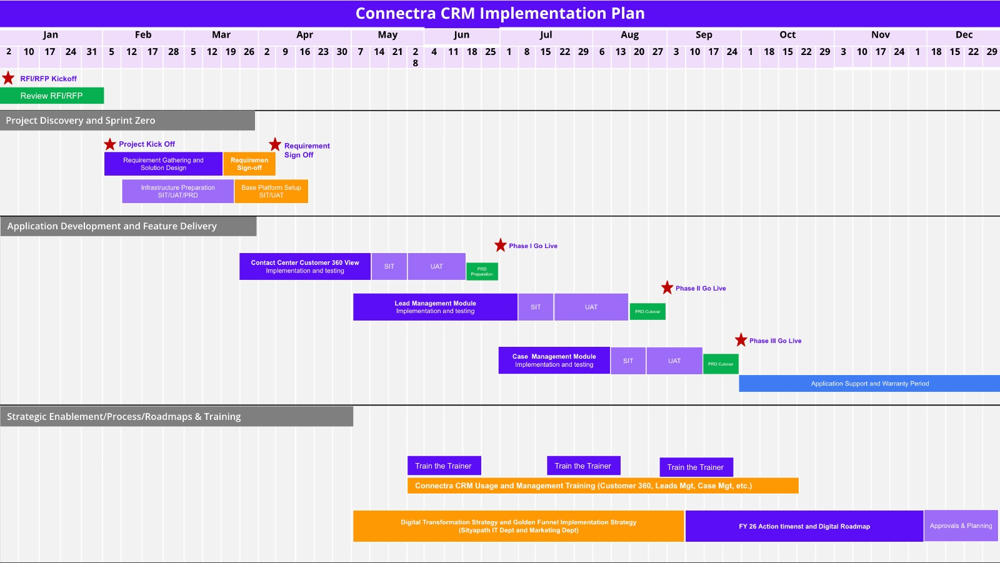 Connectra CRM Implementation Plan
Jan Feb Mar Apr May Jun Jul Aug Sep Oct Nov Dec
2 10 17 24 31 5 12 17 28 5 12 19 26 2 9 16 23 30 7 14 21 2 4 11 18 25 1 8 15 22 29 6 13 20 27 3 10 17 24 1 18 15 22 29 3 10 17 24 1 18 15 22 29
8
RFI/RFP Kickoff
Review RFI/RFP
Project Discovery and Sprint Zero
Project Kick Off
Requirement
Sign Off
Requirement Gathering and
Solution Design
Requiremen
Sign-off
Infrastructure Preparation
SIT/UAT/PRD
Base Platform Setup
SIT/UAT
Application Development and Feature Delivery
Phase I Go Live
Contact Center Customer 360 View
Implementation and testing
SIT
UAT
PRD
Preparation
Phase II Go Live
Lead Management Module
Implementation and testing
SIT
UAT
PRD Cutover
Phase III Go Live
Case  Management Module
Implementation and testing
SIT
UAT
PRD Cutover
Application Support and Warranty Period
Strategic Enablement/Process/Roadmaps & Training
Train the Trainer
Train the Trainer
Train the Trainer
Connectra CRM Usage and Management Training (Customer 360, Leads Mgt, Case Mgt, etc.)
Digital Transformation Strategy and Golden Funnel Implementation Strategy
(Sityapath IT Dept and Marketing Dept)
FY 26 Action timenst and Digital Roadmap
Approvals & Planning